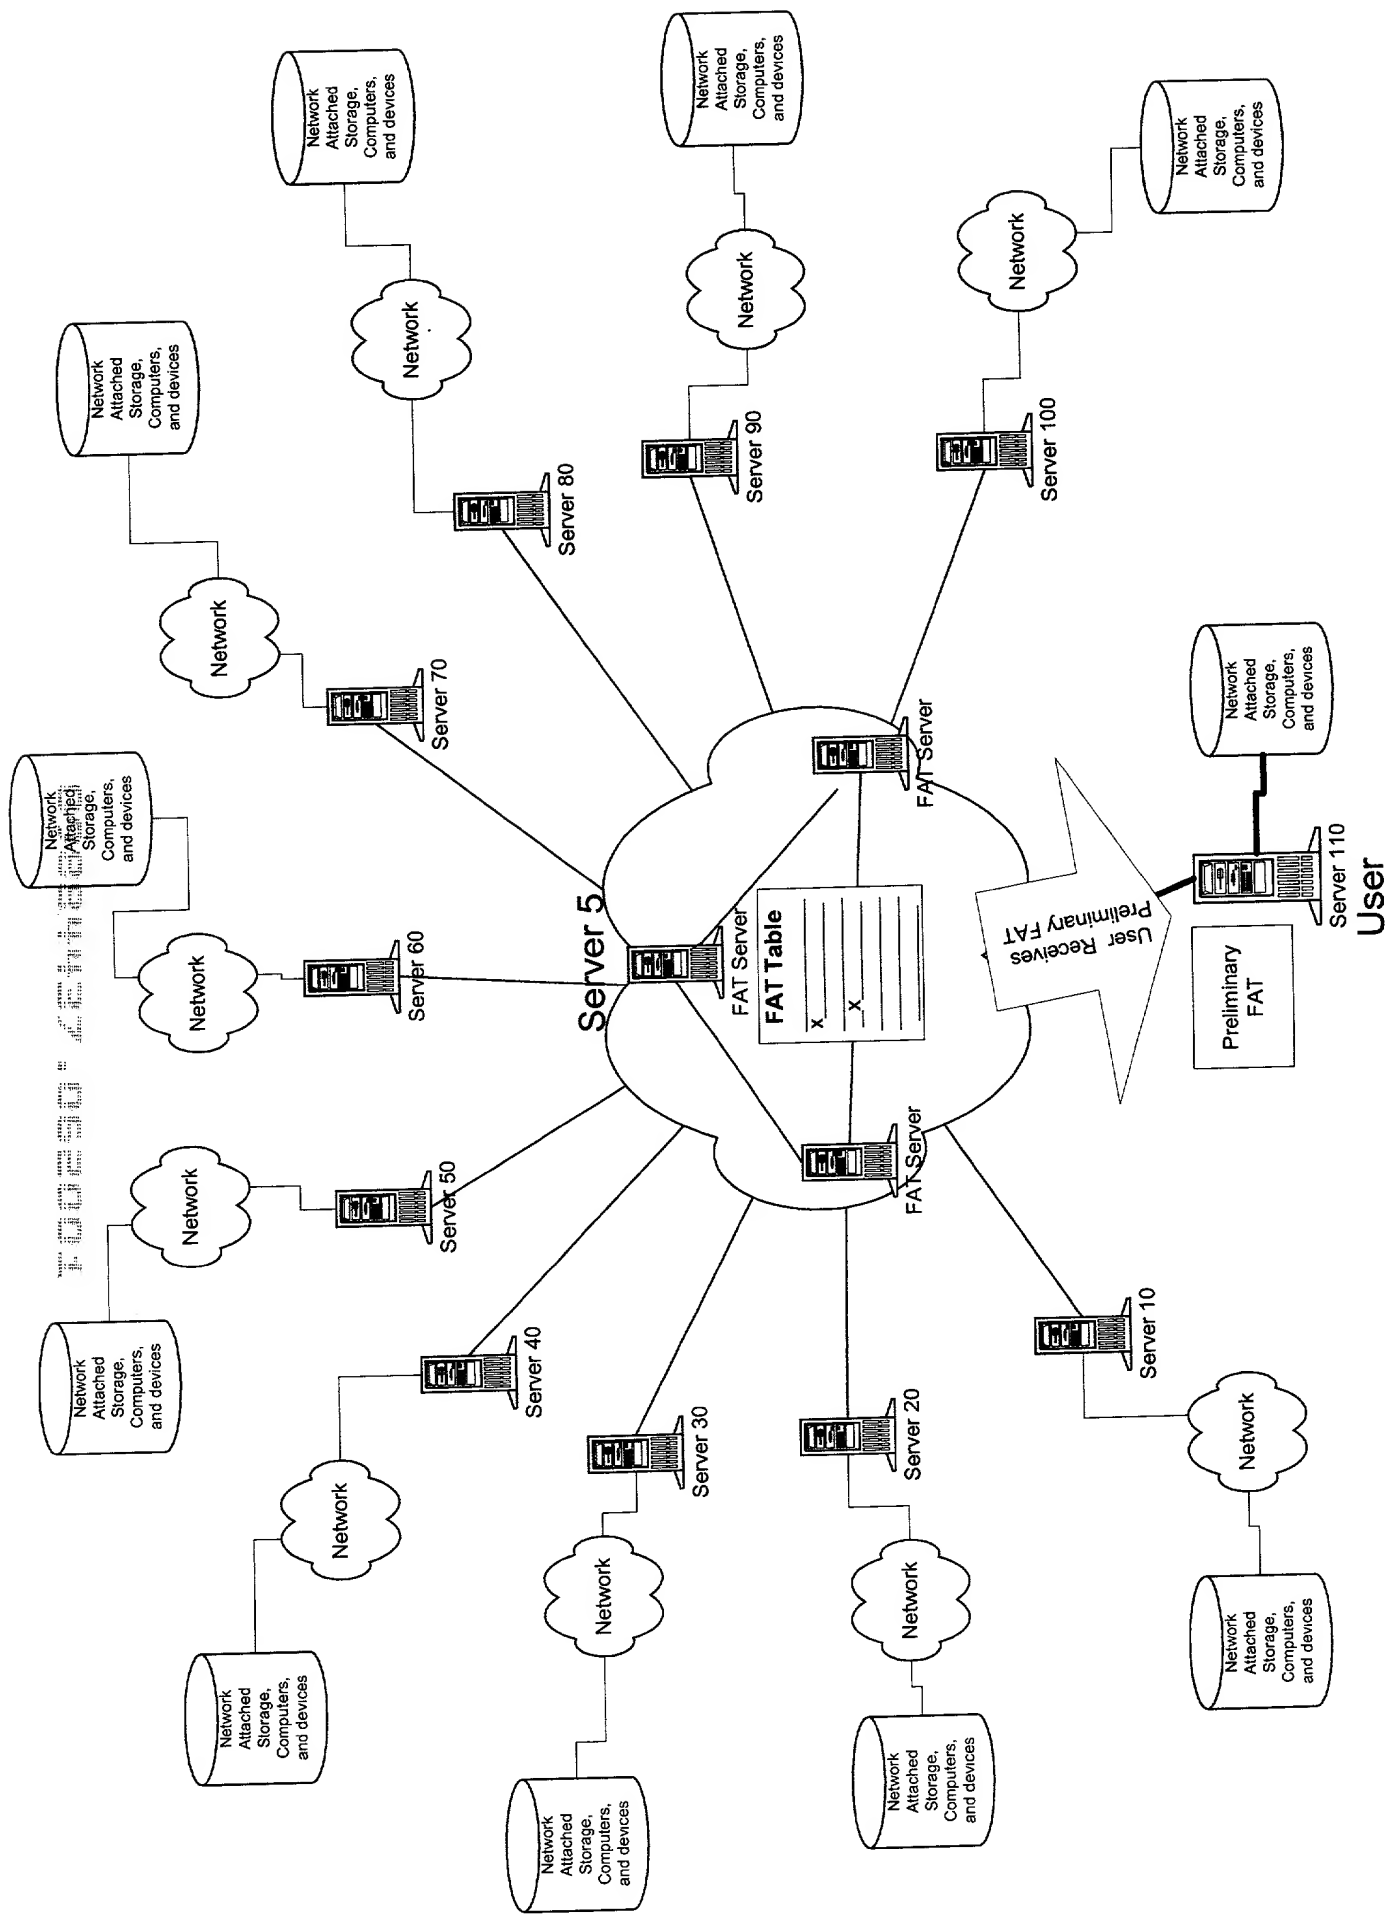 Network
Attached
Storage,
Computers,
and devices
Network
Attached
Storage,
Computers,
and devices
Network
Attached
Storage,
Computers,
and devices
Network
Network
Network
Server 50
Server 60
Server 70
Network
Attached
Storage,
Computers,
and devices
Network
Attached
Storage,
Computers,
and devices
Network
Network
Server 40
Server 80
Network
Attached
Storage,
Computers,
and devices
Network
Server 30
Server 5
FAT Server
Server 90
Network
Network
Attached
Storage,
Computers,
and devices
FAT Table
X
X
Network
Attached
Storage,
Computers,
and devices
Network
Server 20
FAT Server
FAT Server
Server 100
Network
Network
Attached
Storage,
Computers,
and devices
User Receives
Preliminary FAT
Network
Attached
Storage,
Computers,
and devices
Network
Server 10
Preliminary
FAT
Server 110
User
Network
Attached
Storage,
Computers,
and devices